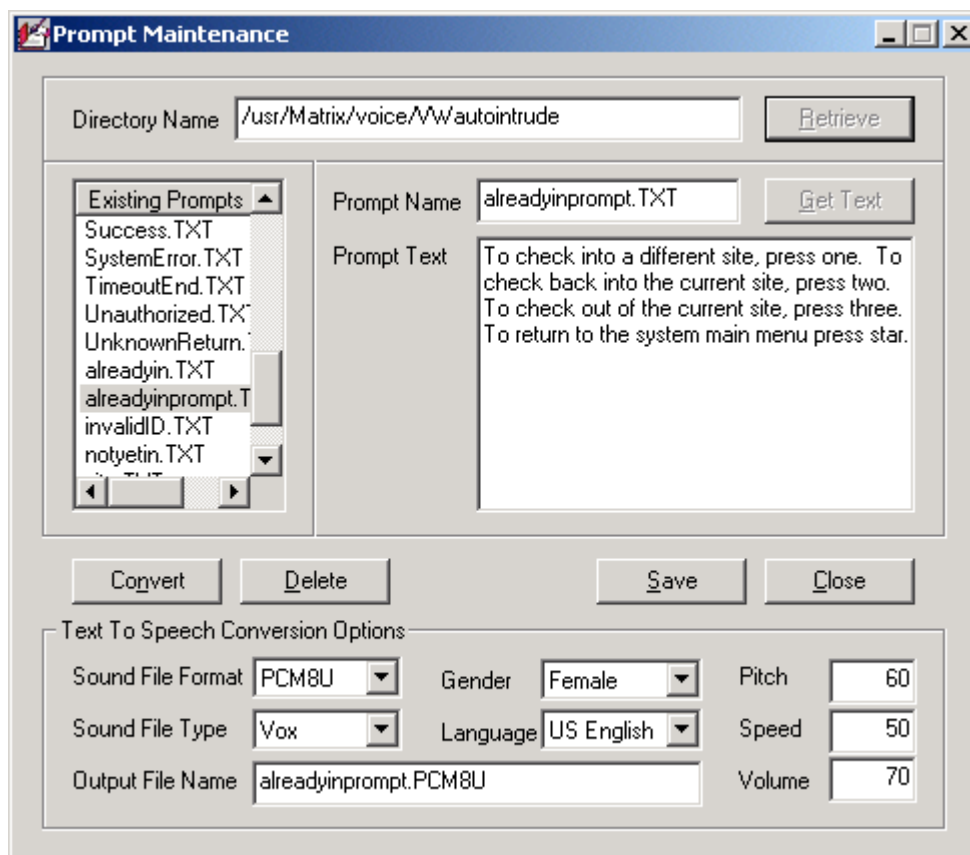 Prompt Maintenance
Directory Name /usr/Matrix/voice/VWautointrude Retrieve
Existing Prompts
Success.TXT
SystemError.TXT
TimeoutEnd.TXT
Unauthorized.TX
UnknownReturn.
alreadyin.TXT
alreadyinprompt.T
invalidID.TXT
notyetin.TXT
Prompt Name alreadyinprompt.TXT Get Text
Prompt Text
To check into a different site, press one. To
check back into the current site, press two.
To check out of the current site, press three.
To return to the system main menu press star.
Convert Delete Save Close
Text To Speech Conversion Options
Sound File Format PCM8U Gender Female Pitch 60
Sound File Type Vox Language US English Speed 50
Output File Name alreadyinprompt.PCM8U Volume 70